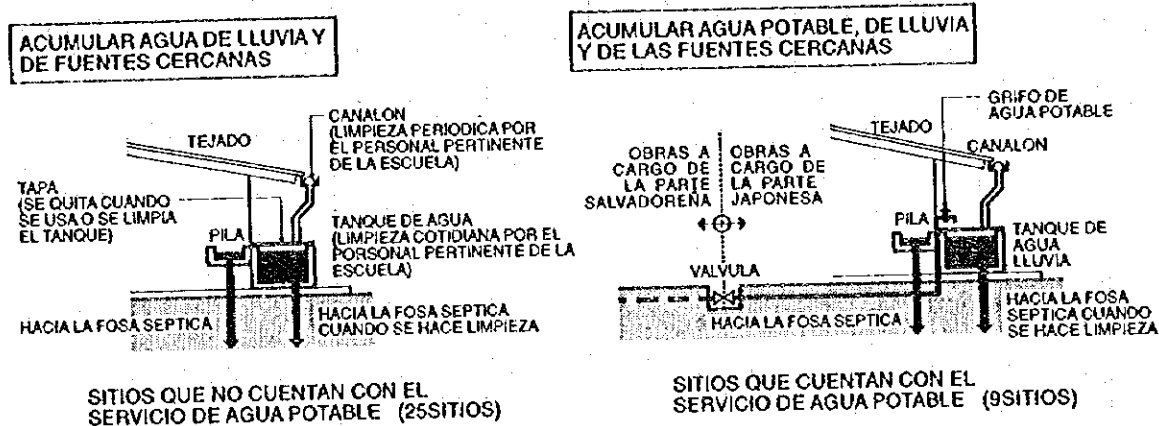 ACUMULAR AGUA DE LLUVIA Y
DE FUENTES CERCANAS
CANALON
(LIMPIEZA PERIODICA POR
EL PERSONAL PERTINENTE
DE LA ESCUELA)
TEJADO
TAPA
(SE QUITA CUANDO
SE USA O SE LIMPIA
EL TANQUE)
PILA
TANQUE DE AGUA
(LIMPIEZA COTIDIANA POR EL
PORSONAL PERTINENTE DE LA
ESCUELA)
HACIA LA FOSA SEPTICA
HACIA LA FOSA SEPTICA
CUANDO SE HACE LIMPIEZA
SITIOS QUE NO CUENTAN CON EL
SERVICIO DE AGUA POTABLE (25SITIOS)
ACUMULAR AGUA POTABLE, DE LLUVIA
Y DE LAS FUENTES CERCANAS
GRIFO DE
AGUA POTABLE
TEJADO
CANALON
OBRAS A
CARGO DE
LA PARTE
SALVADOREÑA
OBRAS A
CARGO DE
LA PARTE
JAPONESA
PILA
TANQUE DE
AGUA
LLUVIA
VALVULA
HACIA LA FOSA SEPTICA
HACIA LA FOSA
SEPTICA CUANDO
SE HACE LIMPIEZA
SITIOS QUE CUENTAN CON EL
SERVICIO DE AGUA POTABLE (9SITIOS)